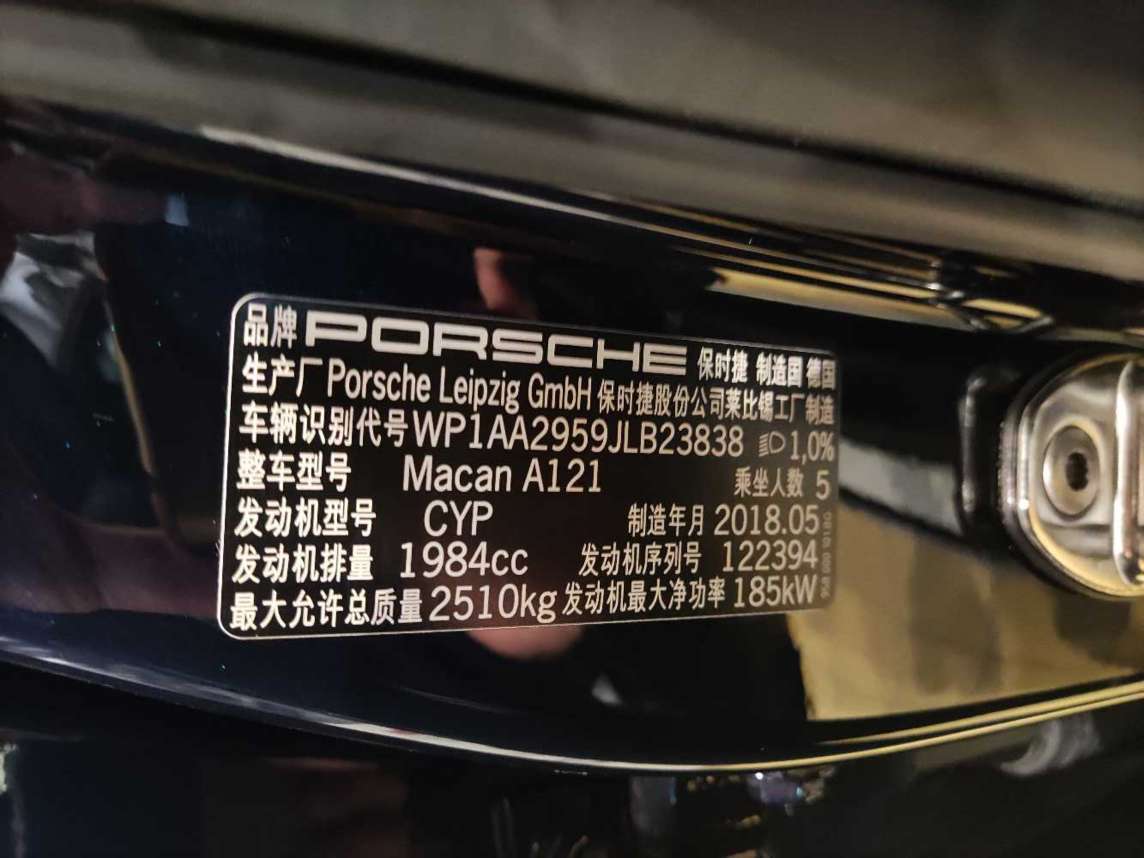 品牌 PORSCHE 保时捷 制造国 德国
生产厂 Porsche Leipzig GmbH 保时捷股份公司莱比锡工厂制造
车辆识别代号 WP1AA2959JLB23838 1,0%
整车型号 Macan A121 乘坐人数 5
发动机型号 CYP 制造年月 2018.05
发动机排量 1984cc 发动机序列号 122394
最大允许总质量 2510kg 发动机最大净功率 185kW